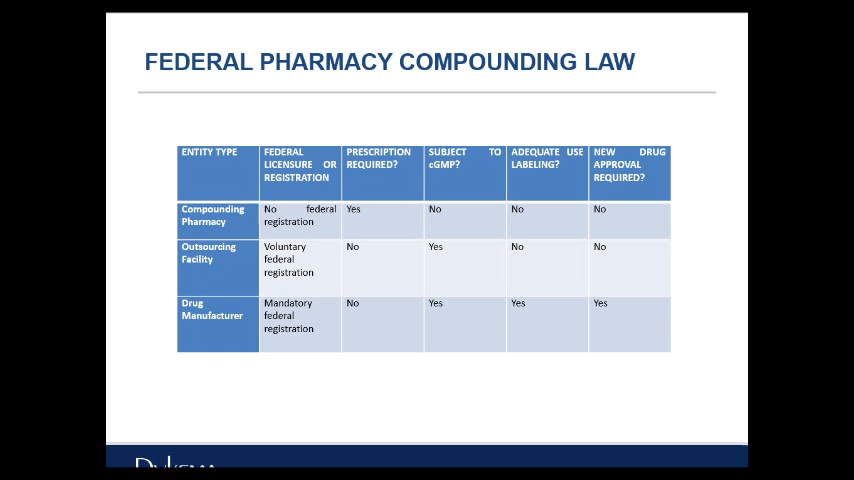 FEDERAL PHARMACY COMPOUNDING LAW
ENTITY TYPE
FEDERAL LICENSURE OR REGISTRATION
PRESCRIPTION REQUIRED?
SUBJECT TO cGMP?
ADEQUATE USE LABELING?
NEW DRUG APPROVAL REQUIRED?
Compounding Pharmacy
No federal registration
Yes
No
No
No
Outsourcing Facility
Voluntary federal registration
No
Yes
No
No
Drug Manufacturer
Mandatory federal registration
No
Yes
Yes
Yes
Dykema